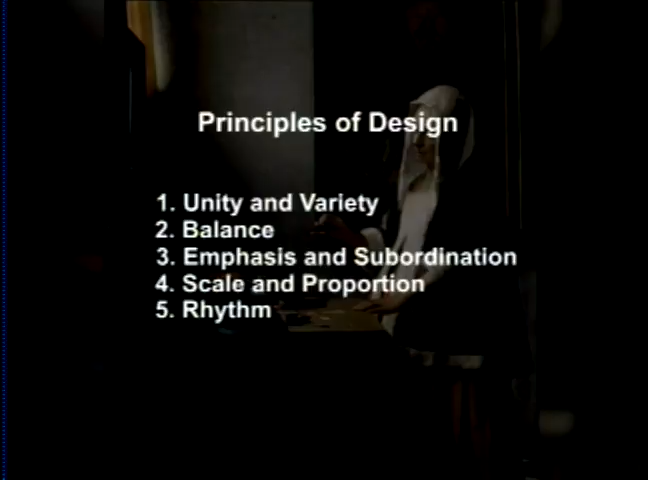 Principles of Design
1. Unity and Variety
2. Balance
3. Emphasis and Subordination
4. Scale and Proportion
5. Rhythm